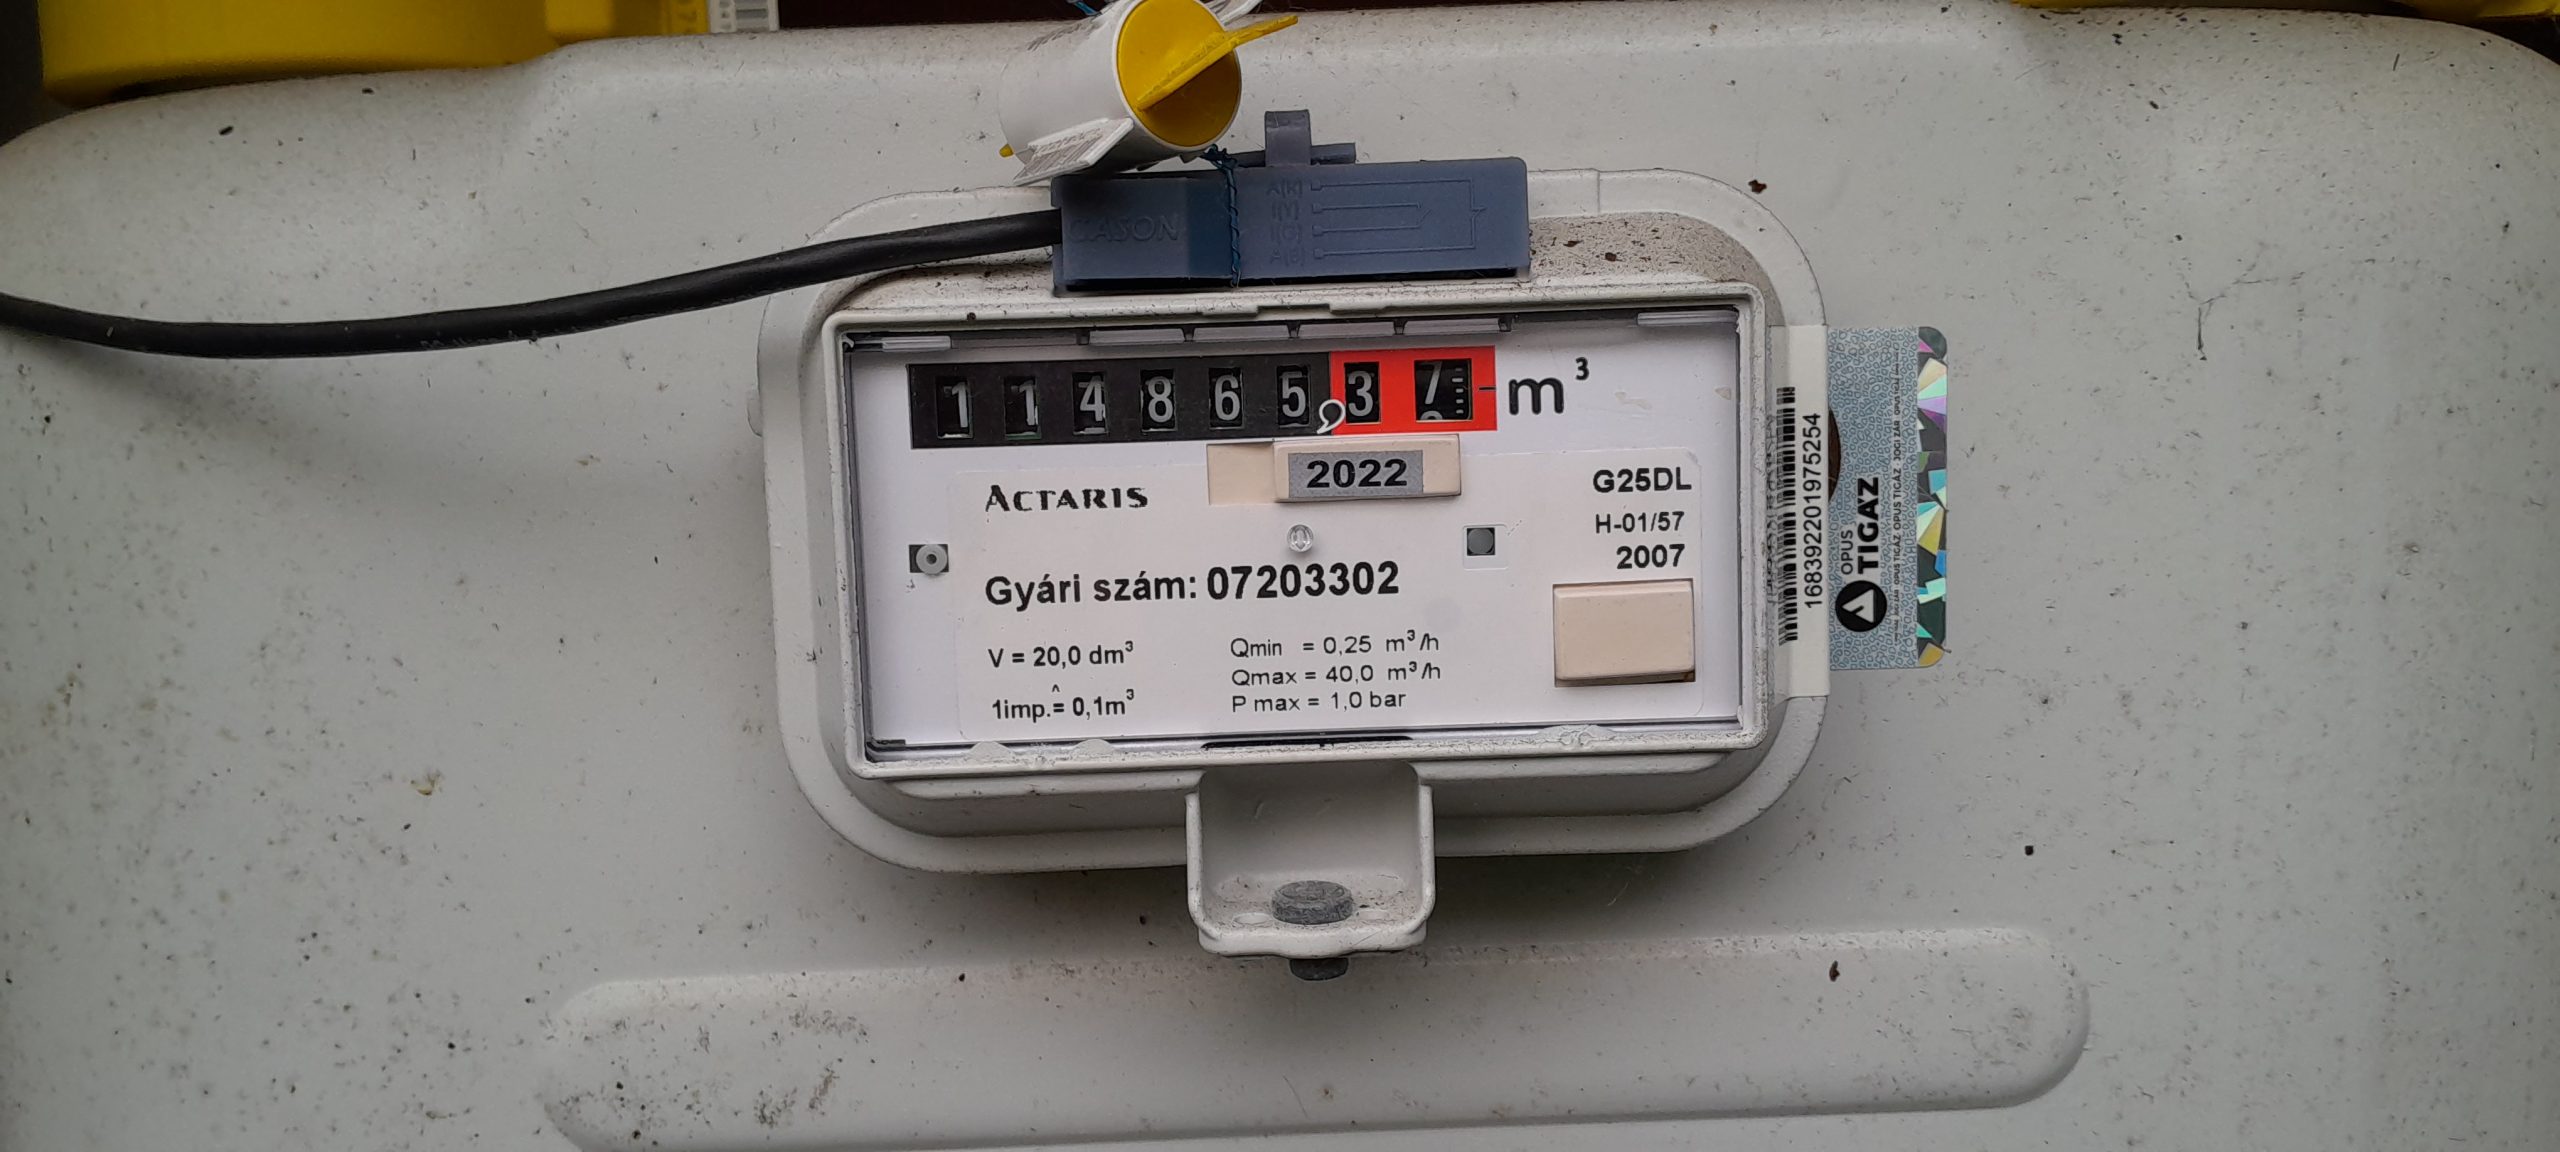 CASON
A(K)
A(B)
1 1 4 8 6 5 , 3 7 m³
2022
ACTARIS
G25DL
H-01/57
2007
Gyári szám: 07203302
V = 20,0 dm³
1imp.≙ 0,1m³
Qmin = 0,25 m³/h
Qmax = 40,0 m³/h
P max = 1,0 bar
1683922019752​54
OPUS
TIGÁZ